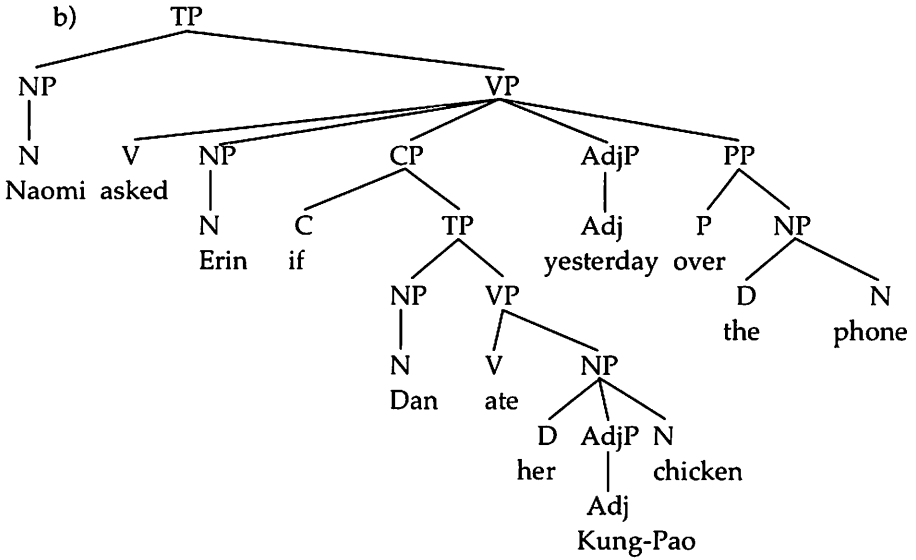 b) TP
NP VP
N V NP CP AdjP PP
Naomi asked
N C TP Adj P NP
Erin if yesterday over
NP VP D N
the phone
N V NP
Dan ate
D AdjP N
her chicken
Adj
Kung-Pao